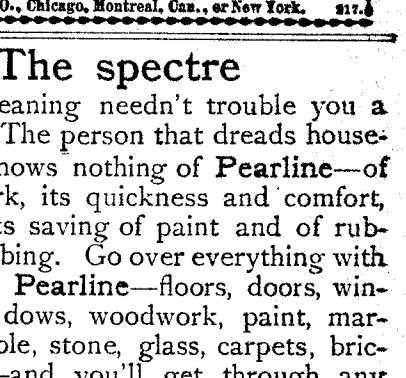 O., Chicago, Montreal, Can., or New York. 217.
The spectre
eaning needn't trouble you a
The person that dreads house-
nows nothing of Pearline—of
rk, its quickness and comfort,
ts saving of paint and of rub-
bing. Go over everything with
Pearline—floors, doors, win-
dows, woodwork, paint, mar-
ble, stone, glass, carpets, bric-
—and you'll get through any